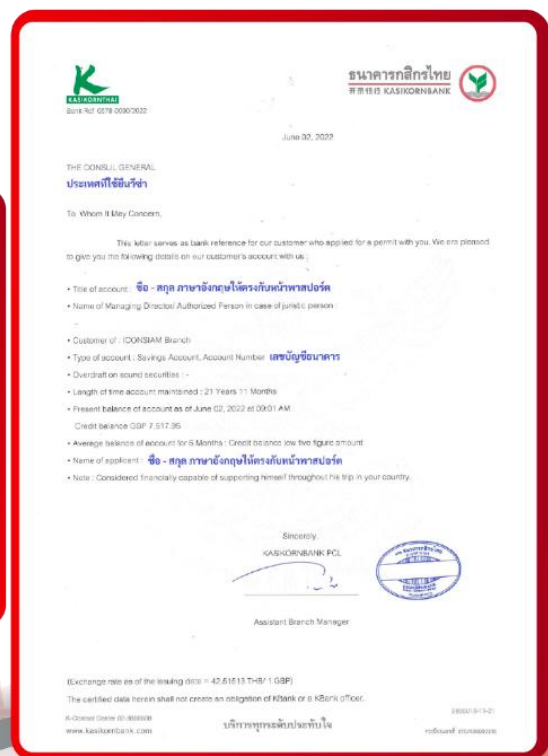 KASIKORNTHAI
ธนาคารกสิกรไทย
开泰银行 KASIKORNBANK
June 02, 2022
THE CONSUL GENERAL
ประเทศที่ใช้ยื่นวีซ่า
To Whom It May Concern,
This letter serves as bank reference for our customer who applied for a permit with you. We are pleased
to give you the following details on our customer's account with us :
• Title of account : ชื่อ - สกุล ภาษาอังกฤษให้ตรงกับหน้าพาสปอร์ต
• Name of Managing Director/ Authorized Person in case of juristic person :
-
• Customer of : ICONSIAM Branch
• Type of account : Savings Account, Account Number เลขบัญชีธนาคาร
• Overdraft on sound securities : -
• Length of time account maintained : 21 Years 11 Months
• Present balance of account as of June 02, 2022 at 09:01 AM
Credit balance GBP 7,517.95
• Average balance of account for 6 Months : Credit balance low five figure amount
• Name of applicant : ชื่อ - สกุล ภาษาอังกฤษให้ตรงกับหน้าพาสปอร์ต
• Note : Considered financially capable of supporting himself throughout his trip in your country.
Sincerely,
KASIKORNBANK PCL
Assistant Branch Manager
(Exchange rate as of the issuing date = 42.61513 THB/ 1 GBP)
The certified data herein shall not create an obligation of KBank or a KBank officer.
www.kasikornbank.com
บริการทุกระดับประทับใจ